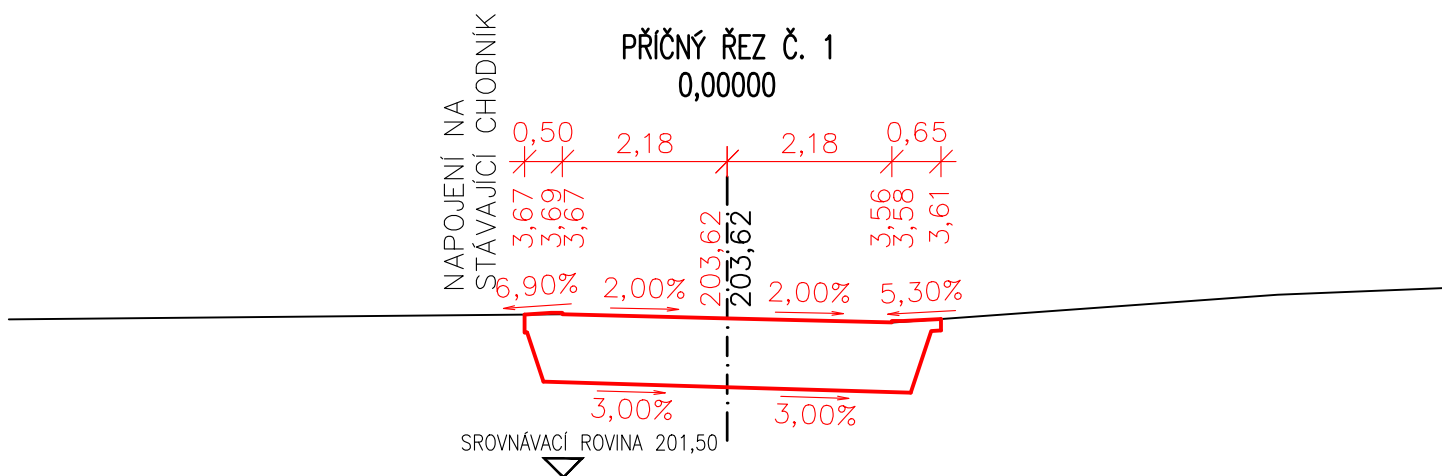 PŘÍČNÝ ŘEZ Č. 1
0,00000
NAPOJENÍ NA
STÁVAJÍCÍ CHODNÍK
0,50 2,18 2,18 0,65
3,67 3,69 3,67 203,62 203,62 3,56 3,58 3,61
6,90% 2,00% 2,00% 5,30%
3,00% 3,00%
SROVNÁVACÍ ROVINA 201,50